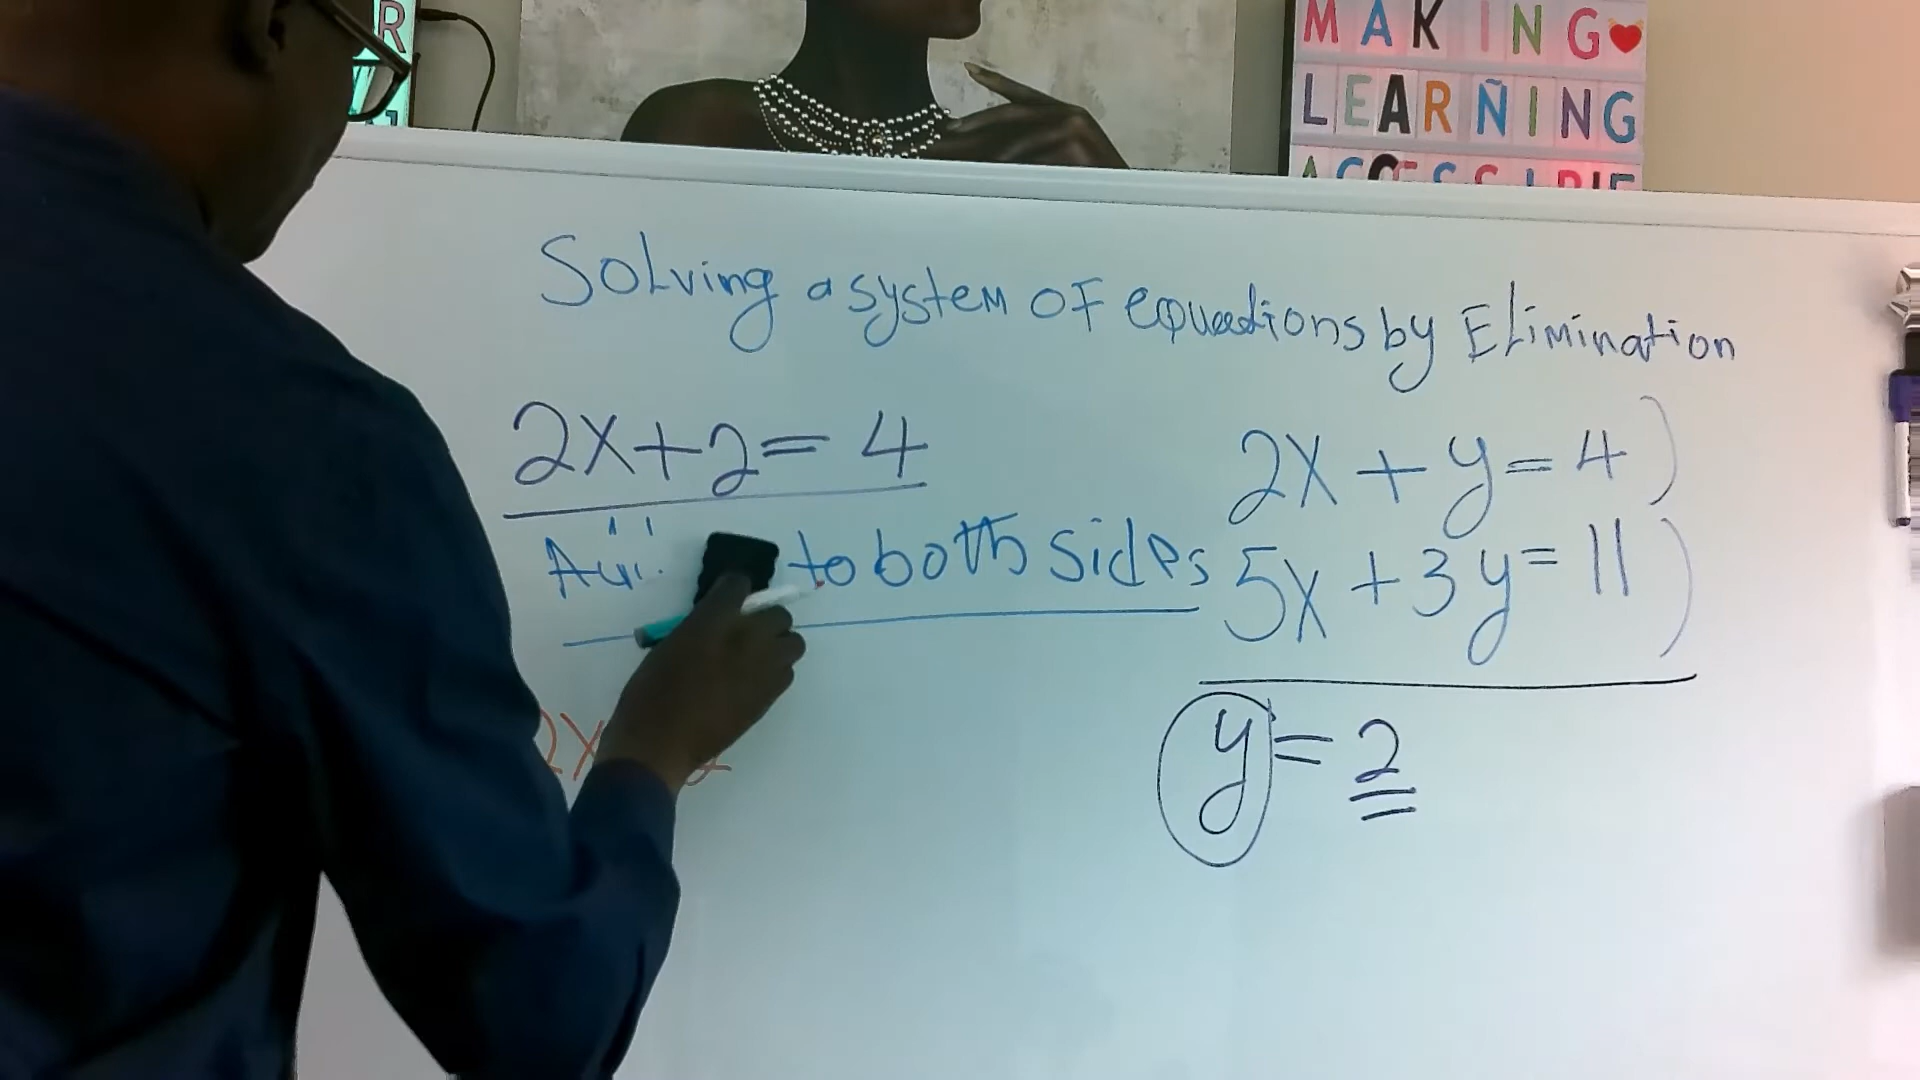 R
MAKING
LEARÑING
ACCESSIBLE
Solving a system of equations by Elimination
2x+2=4
to both sides
2x + y = 4)
5x + 3y = 11)
y = 2